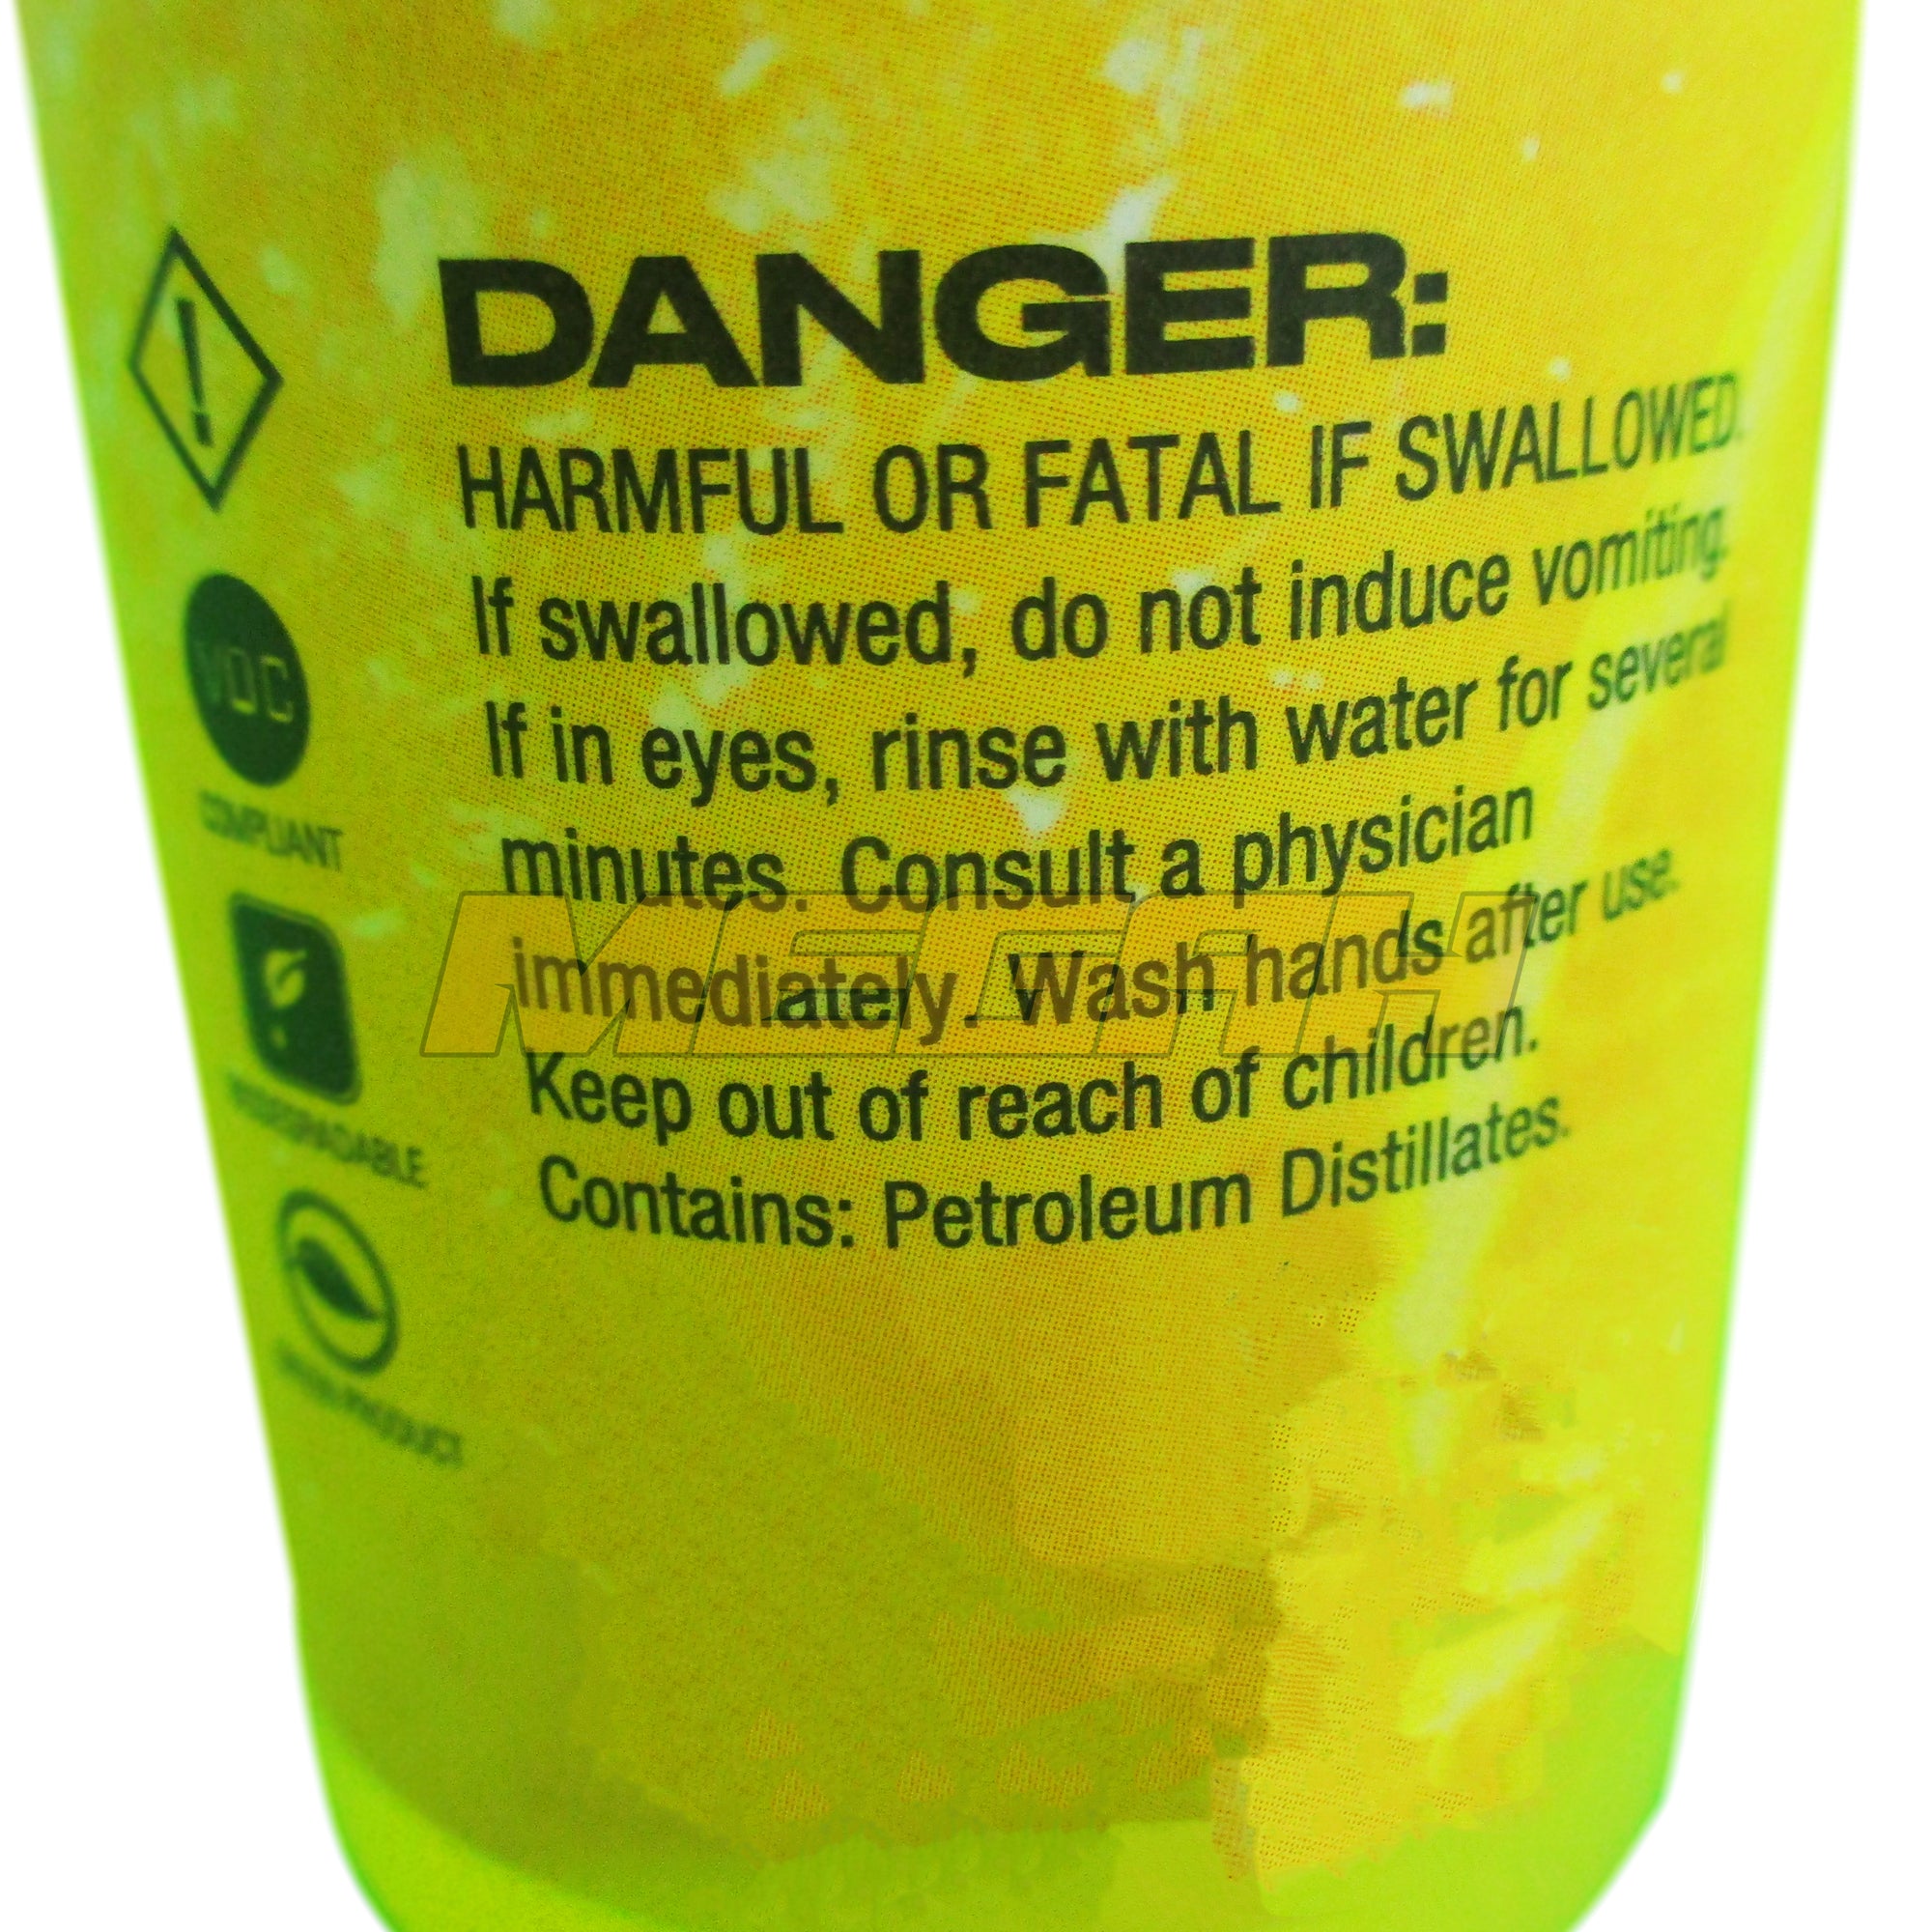 DANGER:
HARMFUL OR FATAL IF SWALLOWED.
If swallowed, do not induce vomiting.
If in eyes, rinse with water for several
minutes. Consult a physician
immediately. Wash hands after use.
Keep out of reach of children.
Contains: Petroleum Distillates.
VOC
COMPLIANT
BIODEGRADABLE
PRODUCT
MEGAH